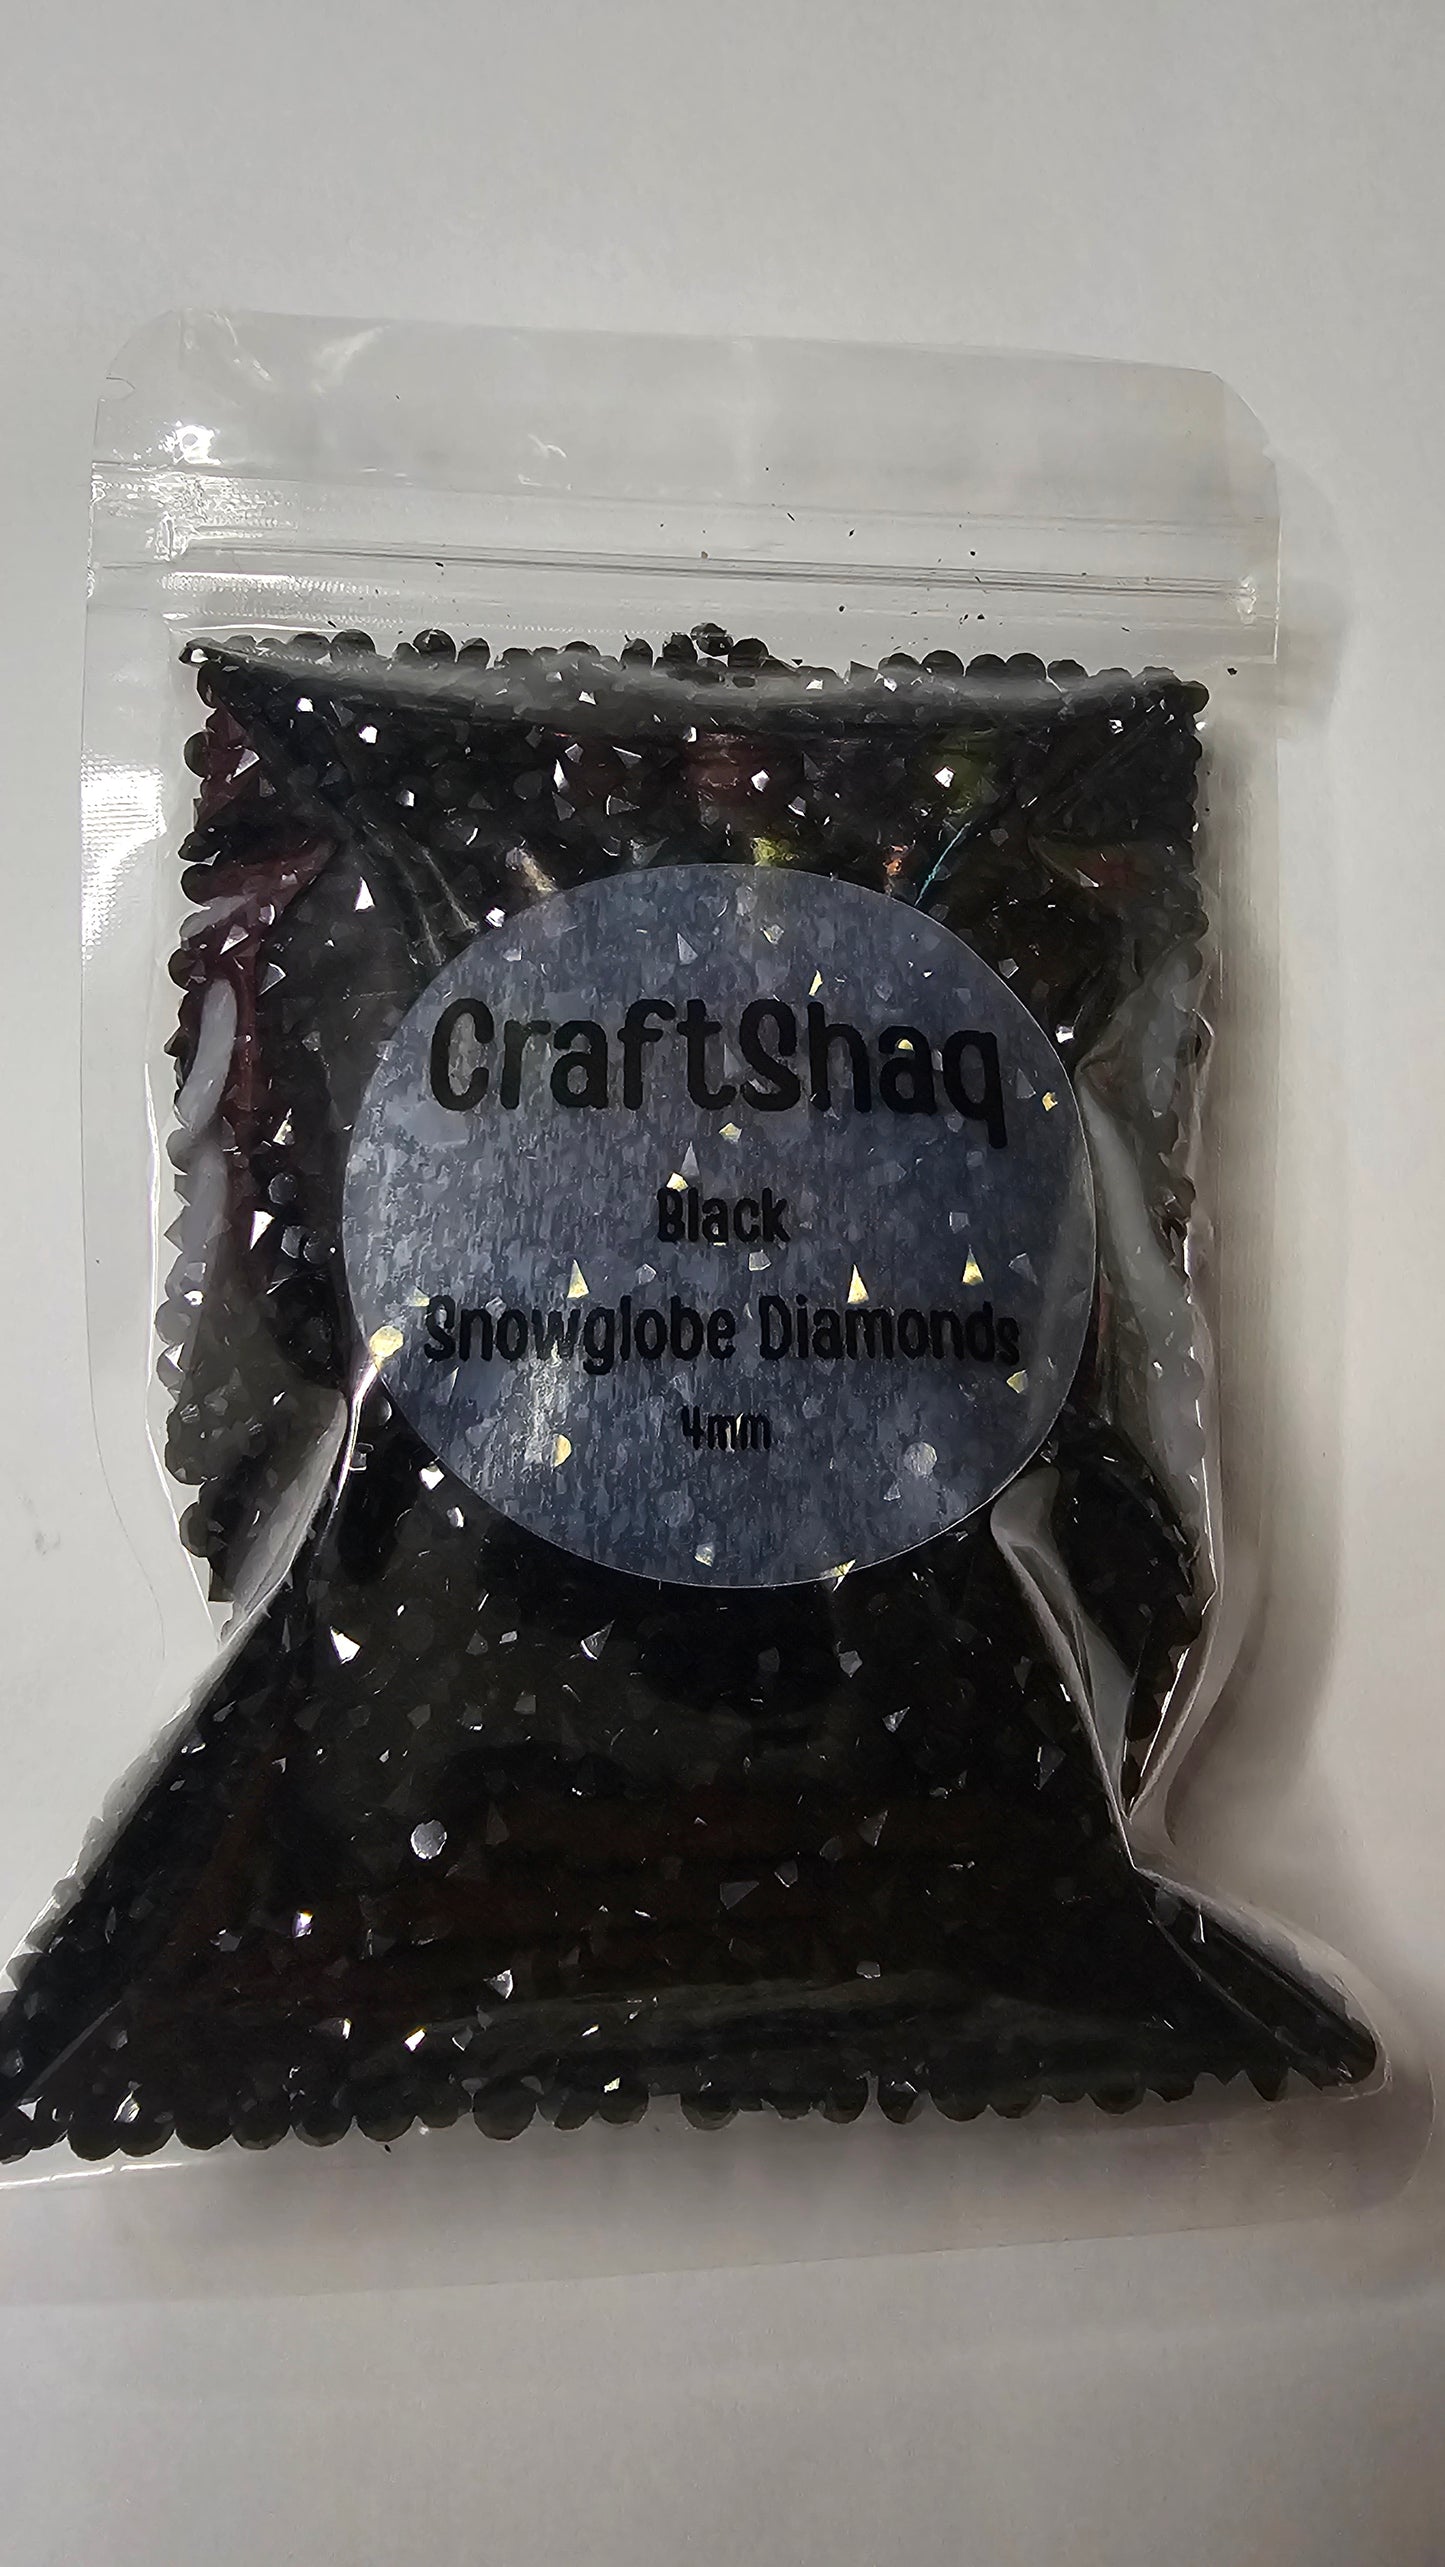 CraftShaq
Black
Snowglobe Diamonds
4mm